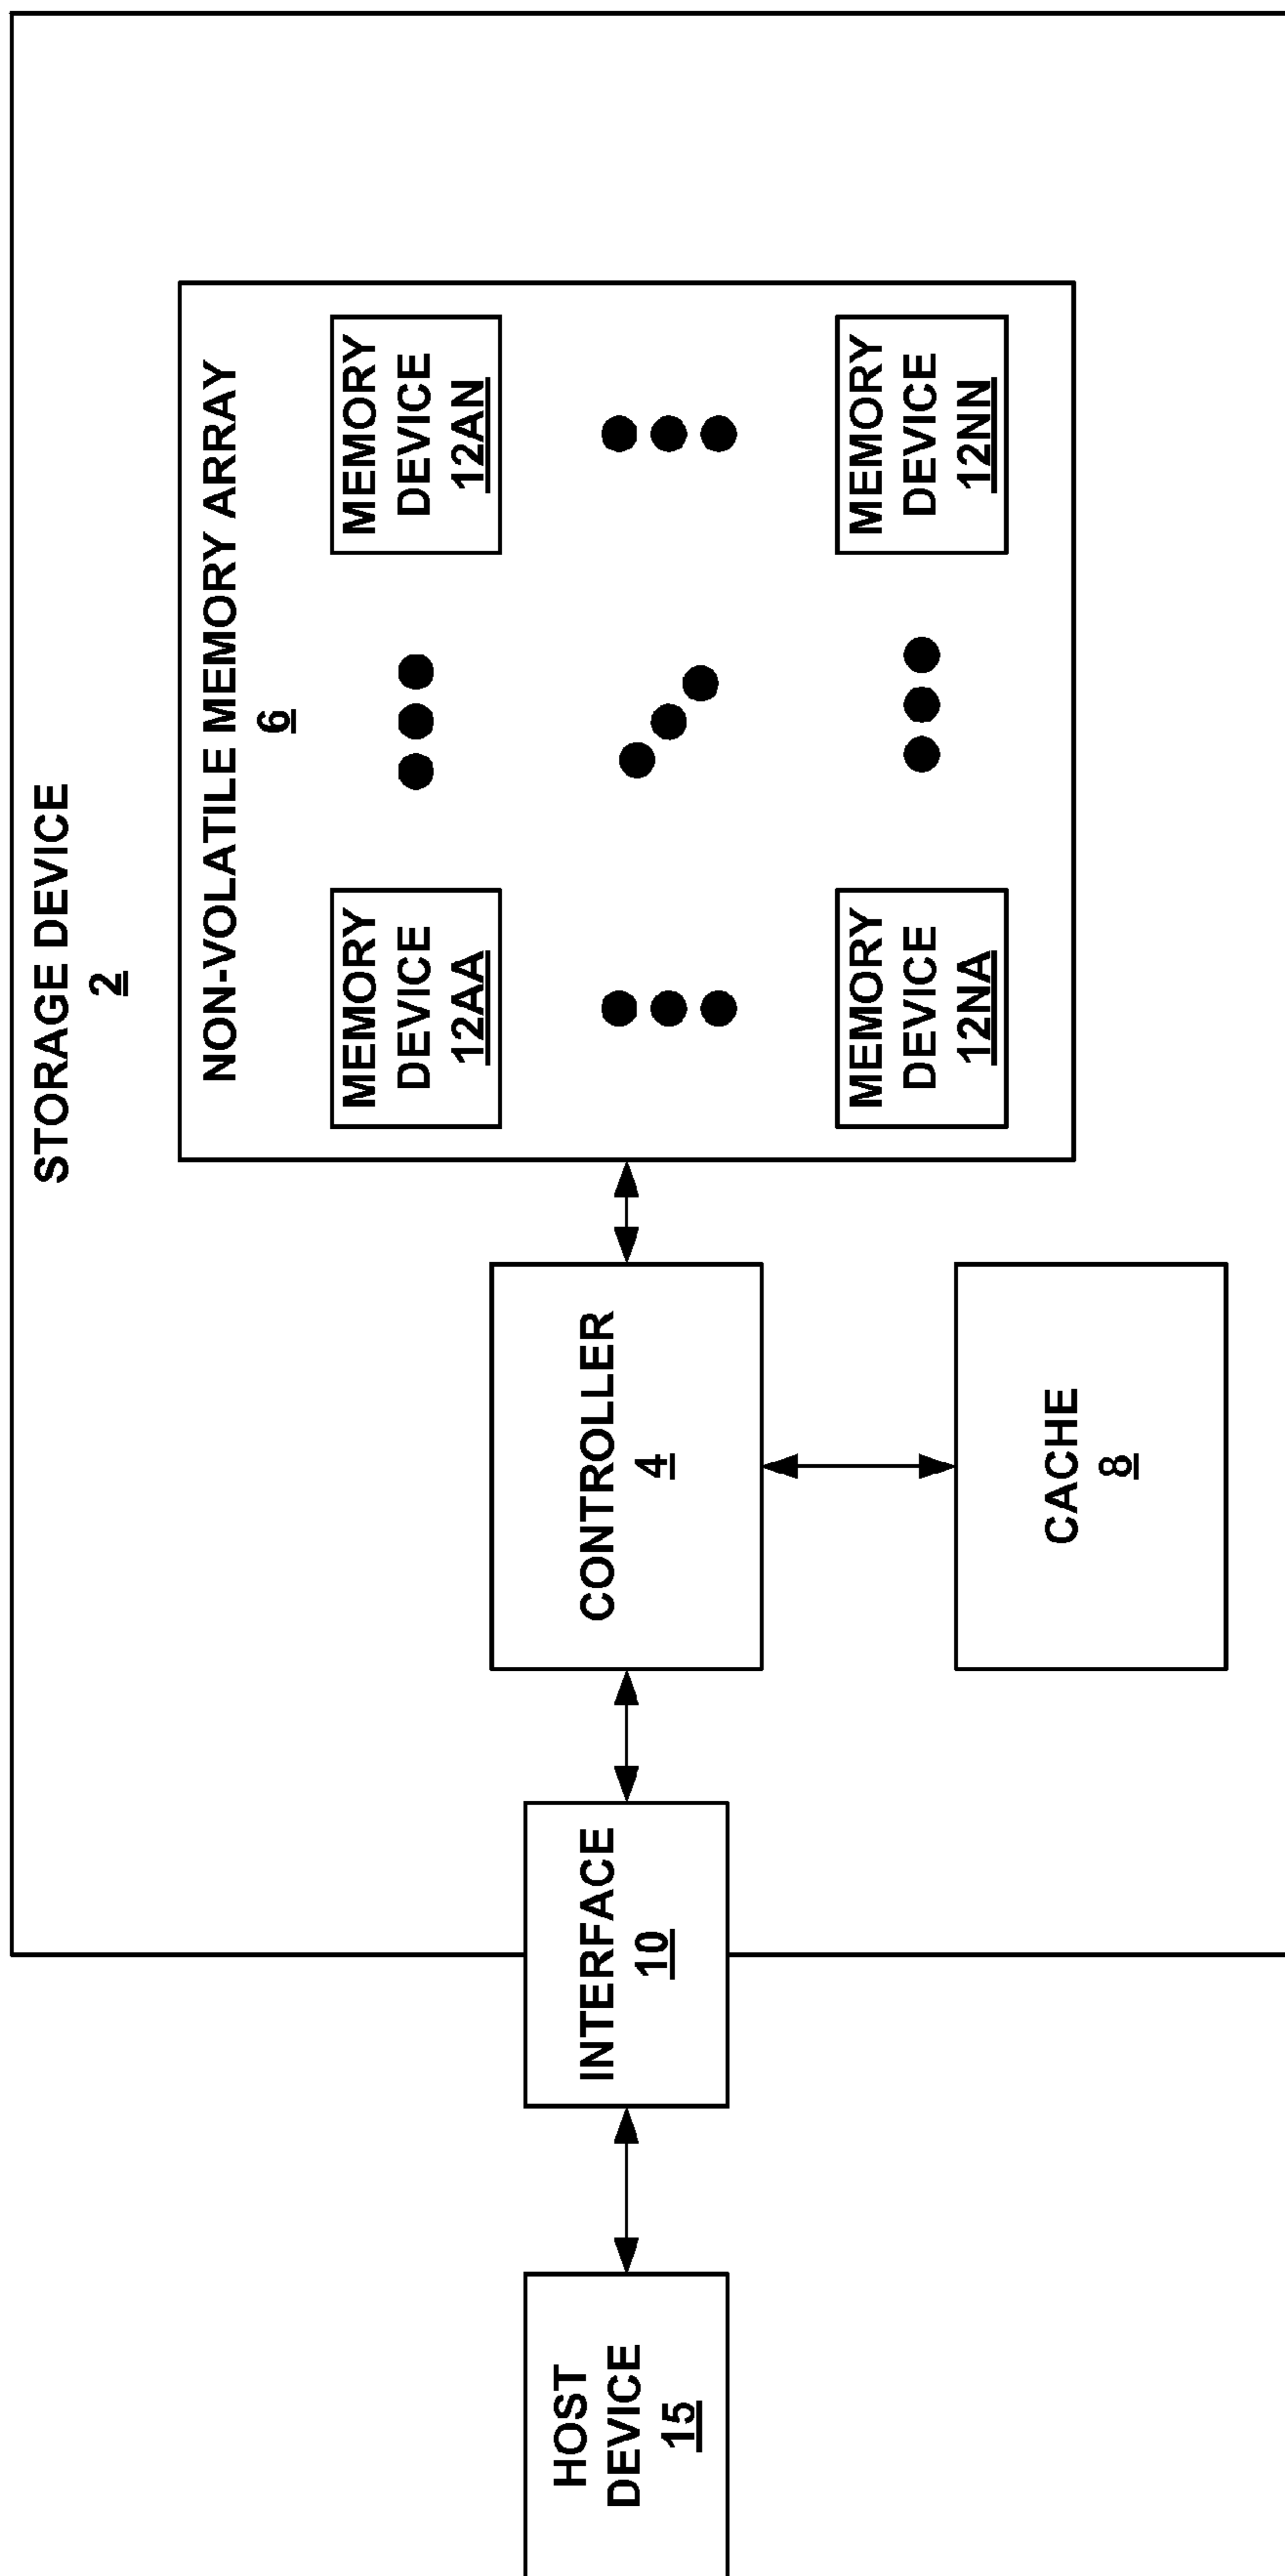 STORAGE DEVICE
2
NON-VOLATILE MEMORY ARRAY
6
MEMORY
DEVICE
12AA
MEMORY
DEVICE
12AN
MEMORY
DEVICE
12NA
MEMORY
DEVICE
12NN
HOST
DEVICE
15
INTERFACE
10
CONTROLLER
4
CACHE
8